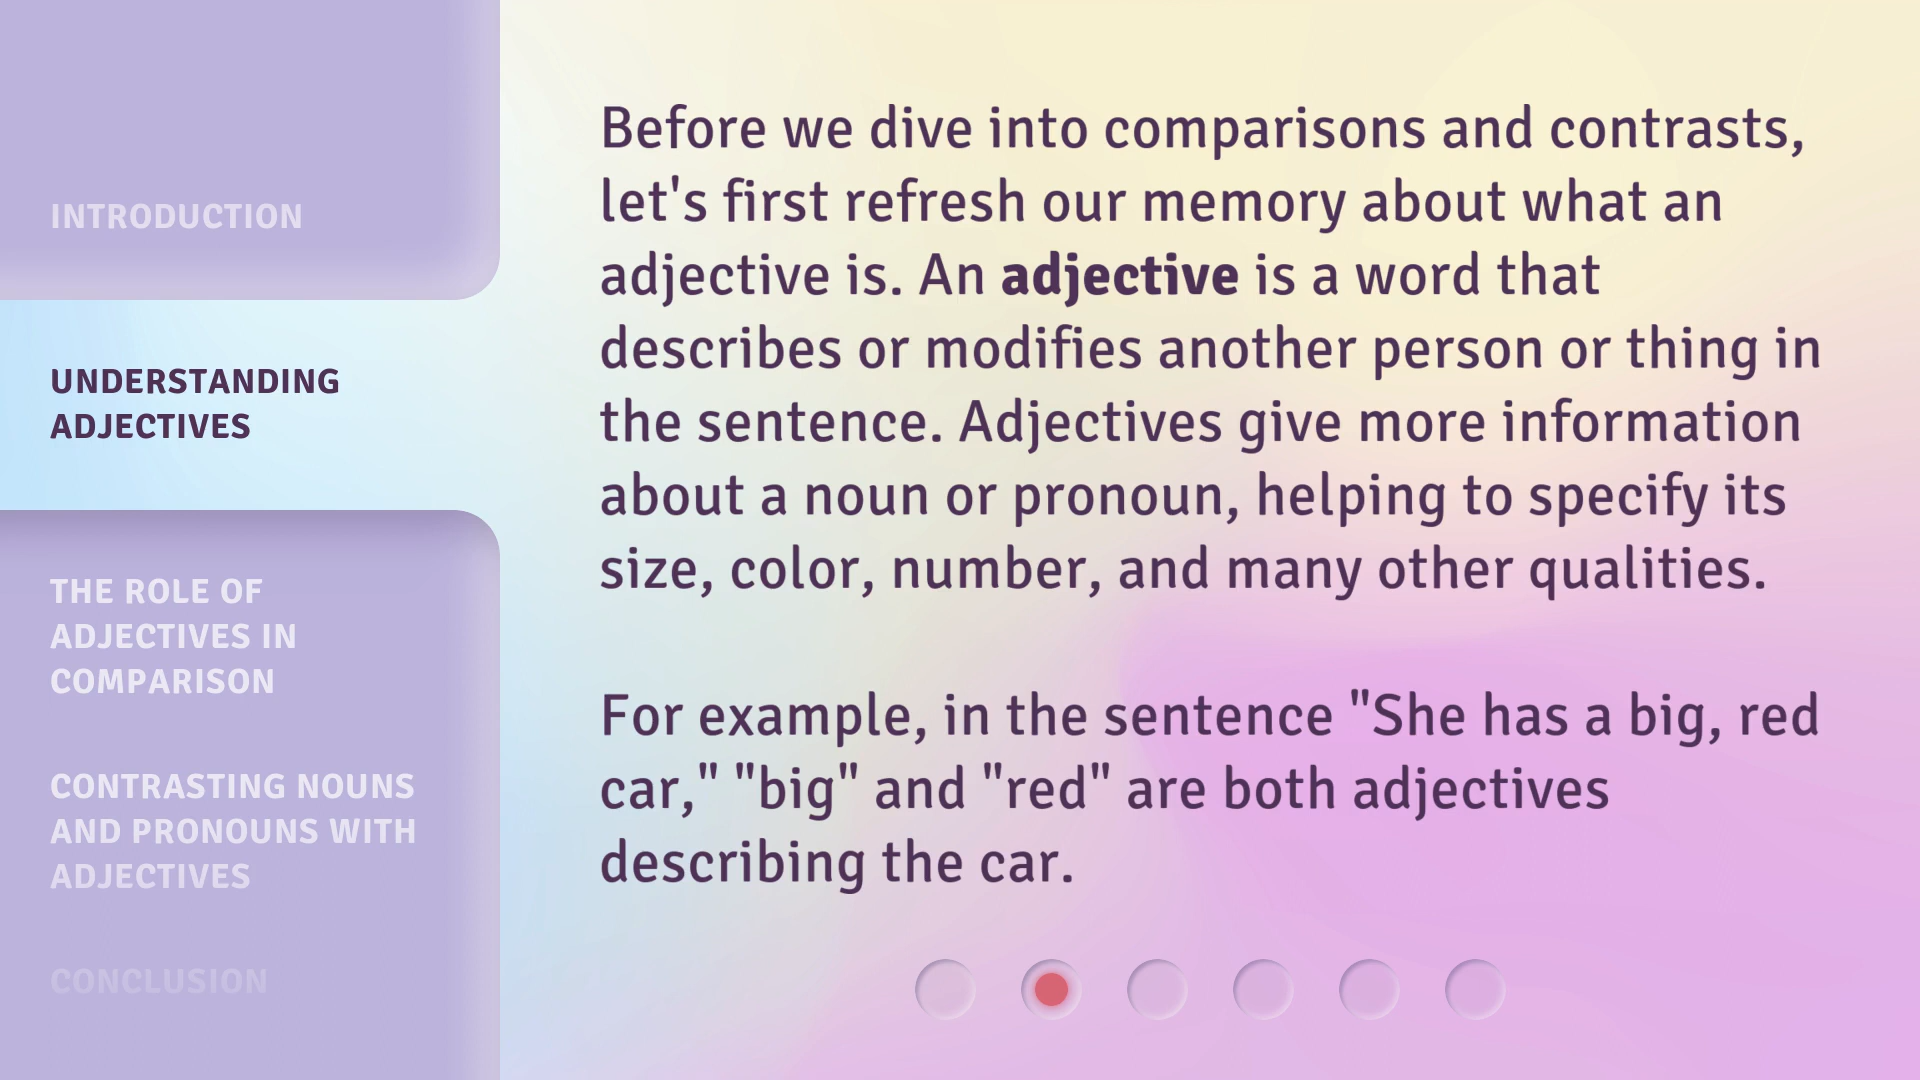 INTRODUCTION
UNDERSTANDING
ADJECTIVES
THE ROLE OF
ADJECTIVES IN
COMPARISON
CONTRASTING NOUNS
AND PRONOUNS WITH
ADJECTIVES
CONCLUSION
Before we dive into comparisons and contrasts,
let's first refresh our memory about what an
adjective is. An adjective is a word that
describes or modifies another person or thing in
the sentence. Adjectives give more information
about a noun or pronoun, helping to specify its
size, color, number, and many other qualities.
For example, in the sentence "She has a big, red
car," "big" and "red" are both adjectives
describing the car.